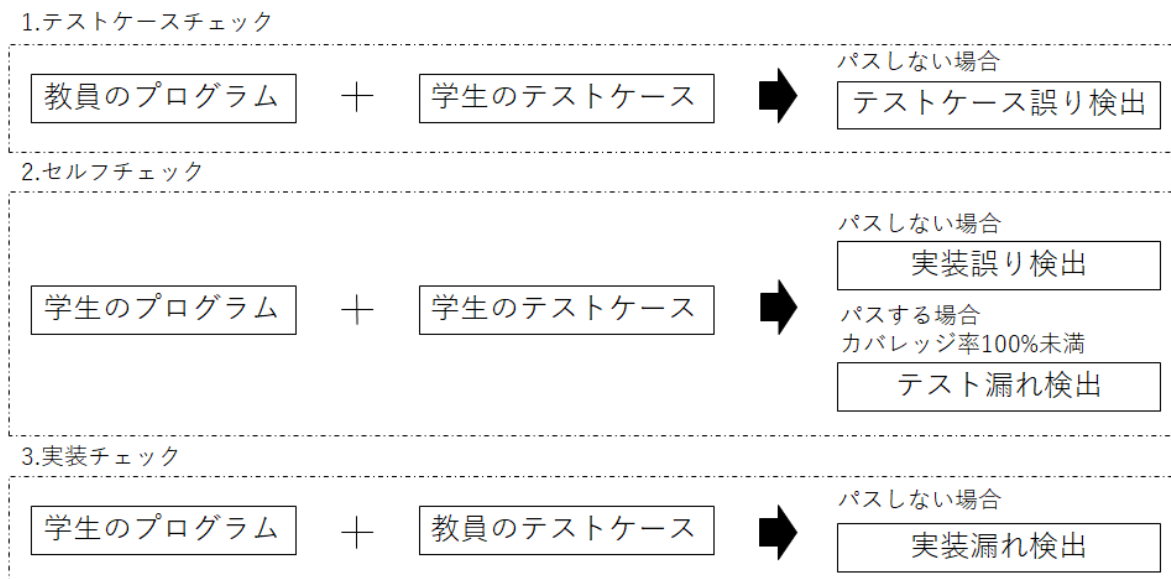 1.テストケースチェック
パスしない場合
教員のプログラム + 学生のテストケース テストケース誤り検出
2.セルフチェック
パスしない場合
実装誤り検出
学生のプログラム + 学生のテストケース
パスする場合
カバレッジ率100%未満
テスト漏れ検出
3.実装チェック
パスしない場合
学生のプログラム + 教員のテストケース 実装漏れ検出